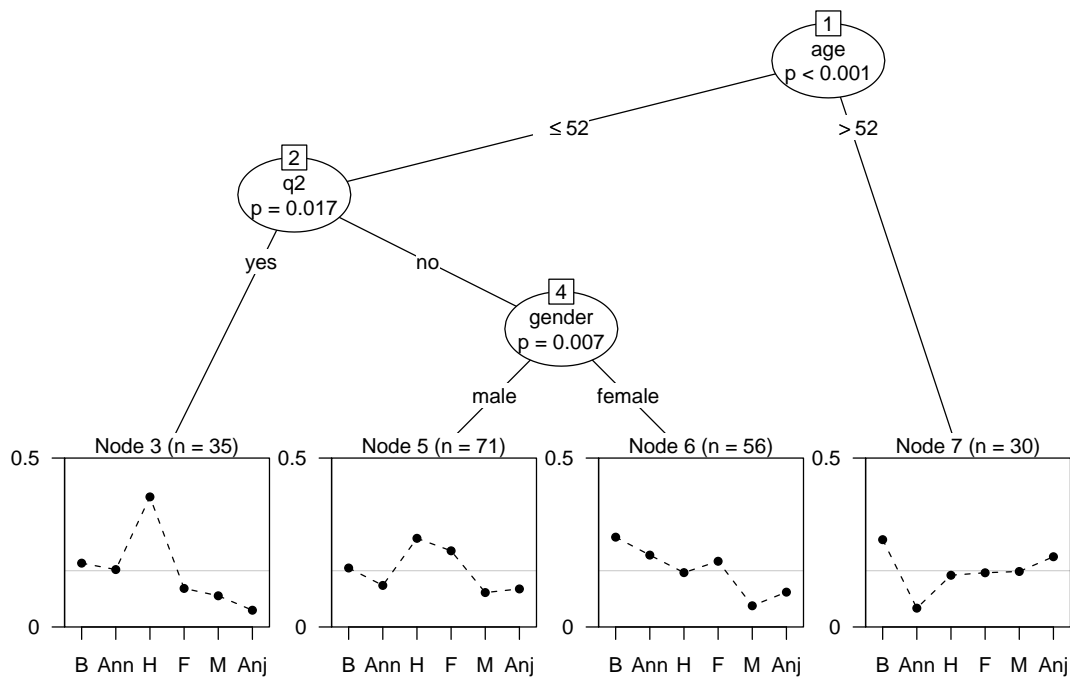 1
age
p < 0.001
≤ 52
> 52
2
q2
p = 0.017
yes
no
4
gender
p = 0.007
male
female
Node 3 (n = 35)
0.5
0
B Ann H F M Anj
Node 5 (n = 71)
0.5
0
B Ann H F M Anj
Node 6 (n = 56)
0.5
0
B Ann H F M Anj
Node 7 (n = 30)
0.5
0
B Ann H F M Anj